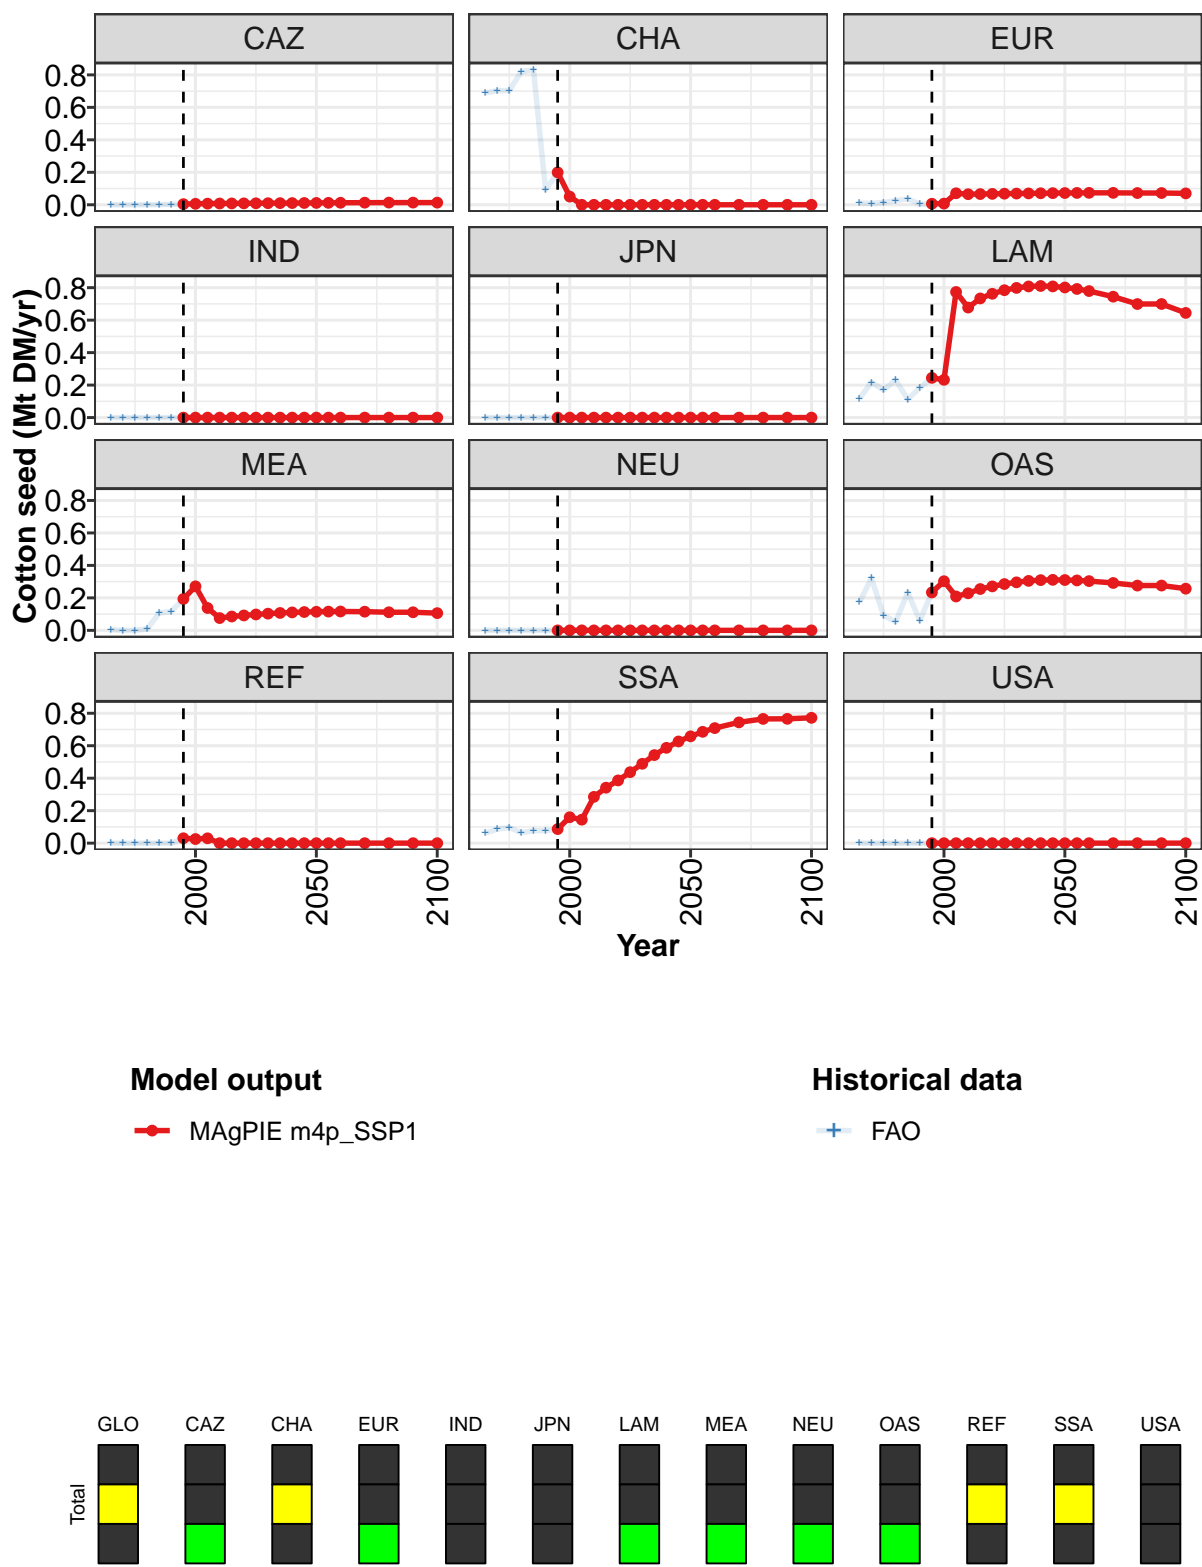 CAZ CHA EUR
0.8
0.6
0.4
0.2
0.0
IND JPN LAM
0.8
0.6
0.4
0.2
0.0
Cotton seed (Mt DM/yr)
MEA NEU OAS
0.8
0.6
0.4
0.2
0.0
REF SSA USA
0.8
0.6
0.4
0.2
0.0
2000 2050 2100 2000 2050 2100 2000 2050 2100
Year
Model output Historical data
MAgPIE m4p_SSP1 FAO
GLO CAZ CHA EUR IND JPN LAM MEA NEU OAS REF SSA USA
Total